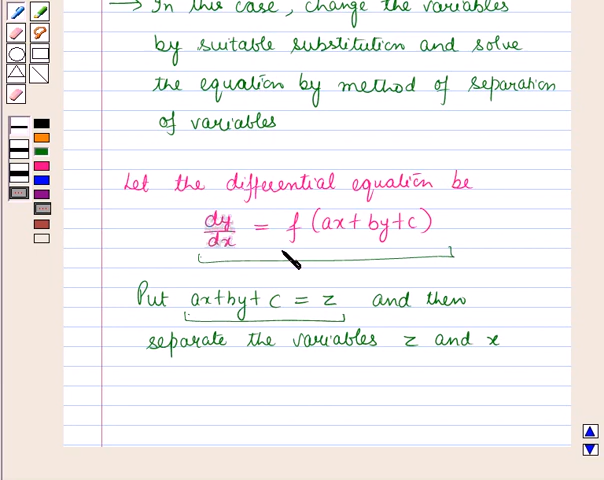 → In this case, change the variables
by suitable substitution and solve
the equation by method of separation
of variables
Let the differential equation be
dy/dx = f (ax+by+c)
Put ax+by+c = z and then
separate the variables z and x